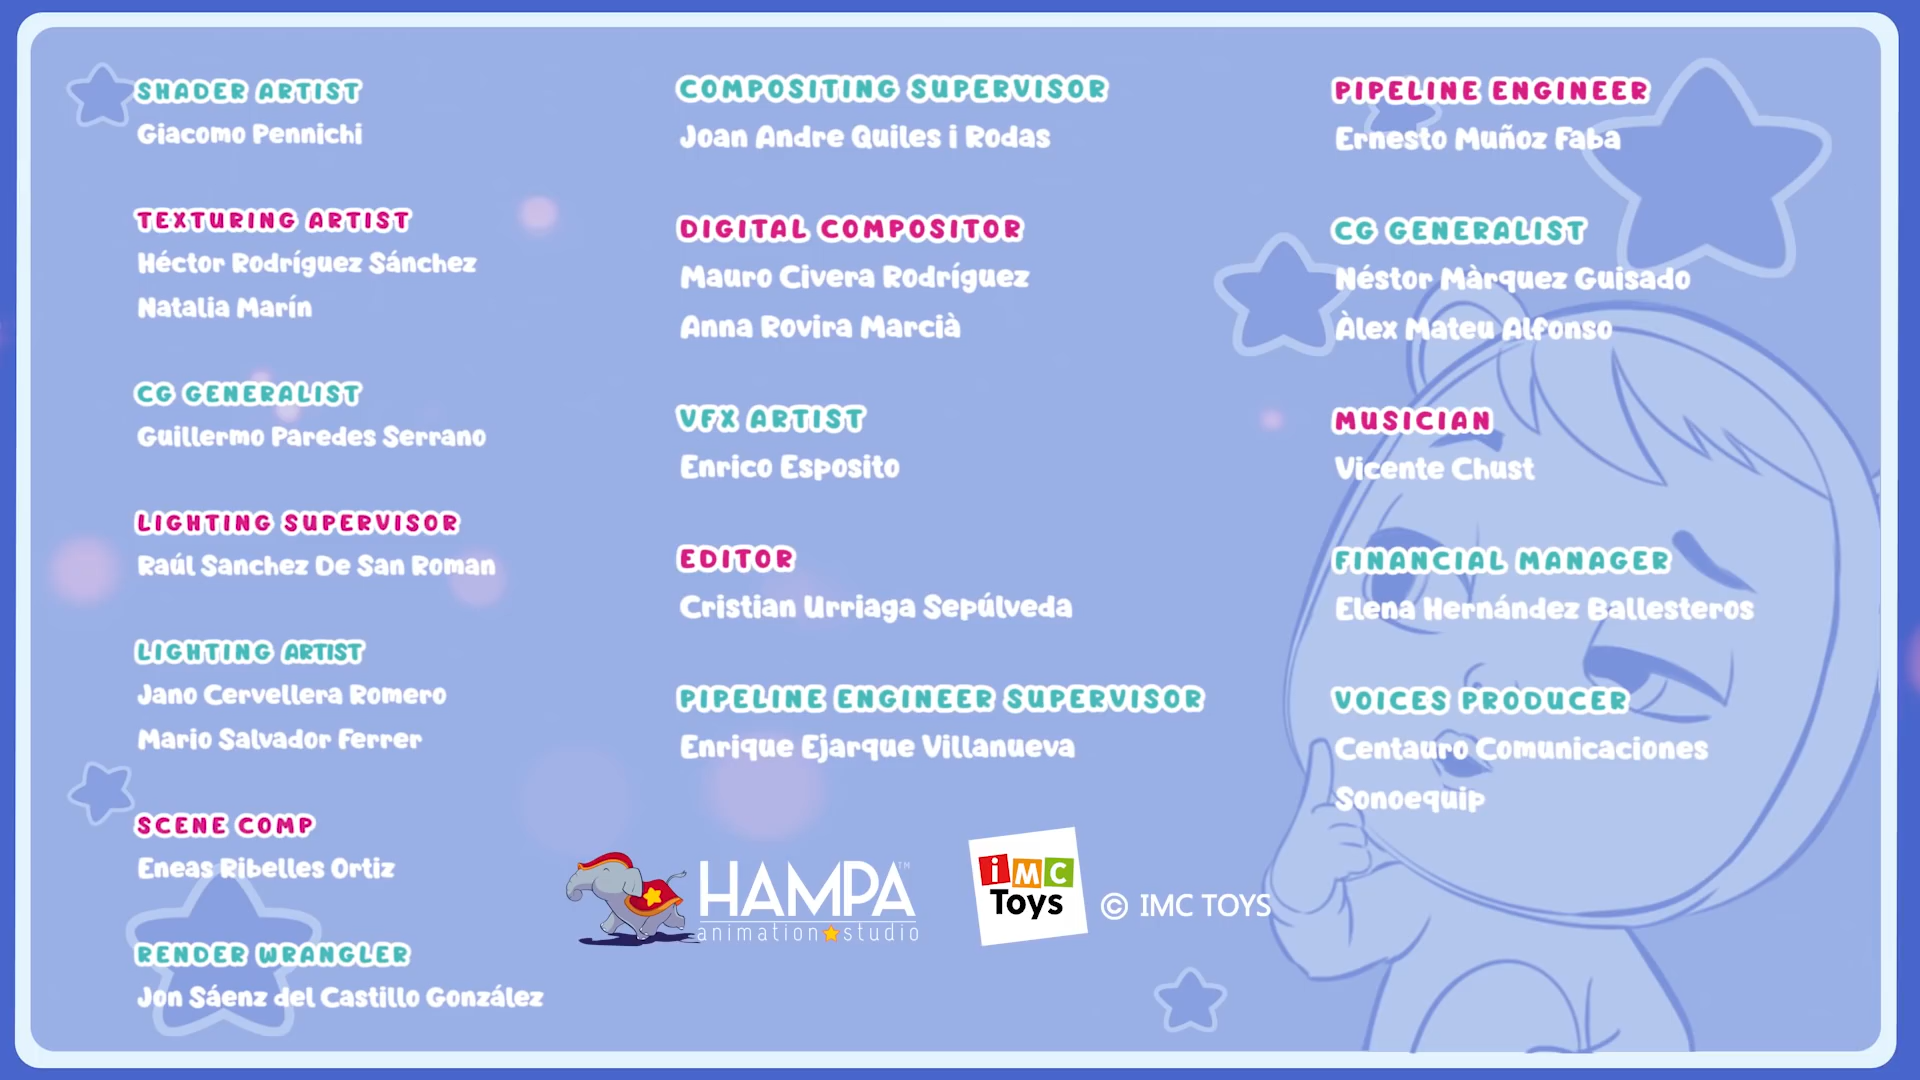 SHADER ARTIST
Giacomo Pennichi
TEXTURING ARTIST
Héctor Rodríguez Sánchez
Natalia Marín
CG GENERALIST
Guillermo Paredes Serrano
LIGHTING SUPERVISOR
Raúl Sanchez De San Roman
LIGHTING ARTIST
Jano Cervellera Romero
Mario Salvador Ferrer
SCENE COMP
Eneas Ribelles Ortiz
RENDER WRANGLER
Jon Sáenz del Castillo González
COMPOSITING SUPERVISOR
Joan Andre Quiles i Rodas
DIGITAL COMPOSITOR
Mauro Civera Rodríguez
Anna Rovira Marcià
VFX ARTIST
Enrico Esposito
EDITOR
Cristian Urriaga Sepúlveda
PIPELINE ENGINEER SUPERVISOR
Enrique Ejarque Villanueva
PIPELINE ENGINEER
Ernesto Muñoz Faba
CG GENERALIST
Néstor Màrquez Guisado
Àlex Mateu Alfonso
MUSICIAN
Vicente Chust
FINANCIAL MANAGER
Elena Hernández Ballesteros
VOICES PRODUCER
Centauro Comunicaciones
Sonoequip
HAMPA™
animation studio
iMC
Toys
© IMC TOYS